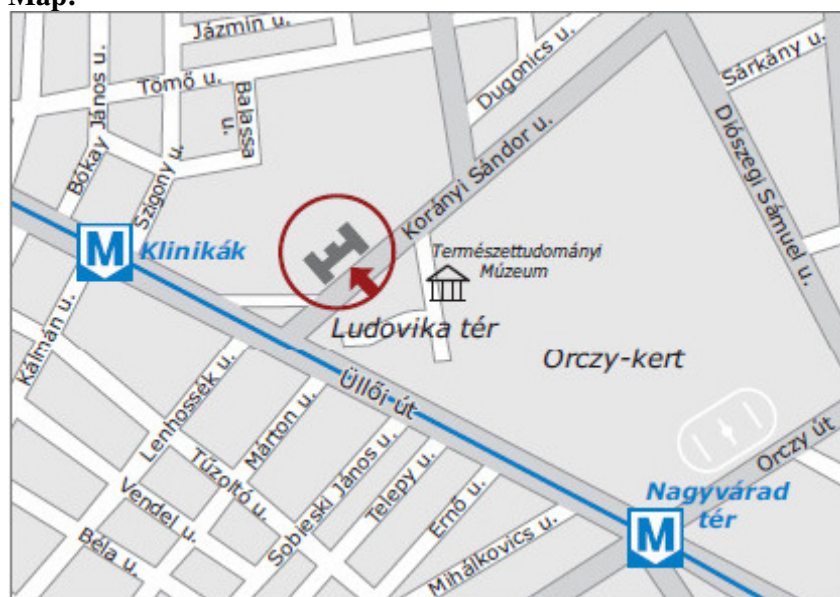 Map:
Jázmin u.
Tömő u.
Balassa
u.
Dugonics u.
Sárkány u.
Bókay János u.
Szigony u.
Korányi Sándor u.
Diószegi Sámuel u.
M
Klinikák
Természettudományi
Múzeum
Kálmán u.
Ludovika tér
Orczy-kert
Lenhossék u.
Üllői út
Márton u.
Tűzoltó u.
Sobieski János u.
Telepy u.
Ernő u.
Mihálkovics u.
Vendel u.
Béla u.
Orczy út
Nagyvárad
tér
M